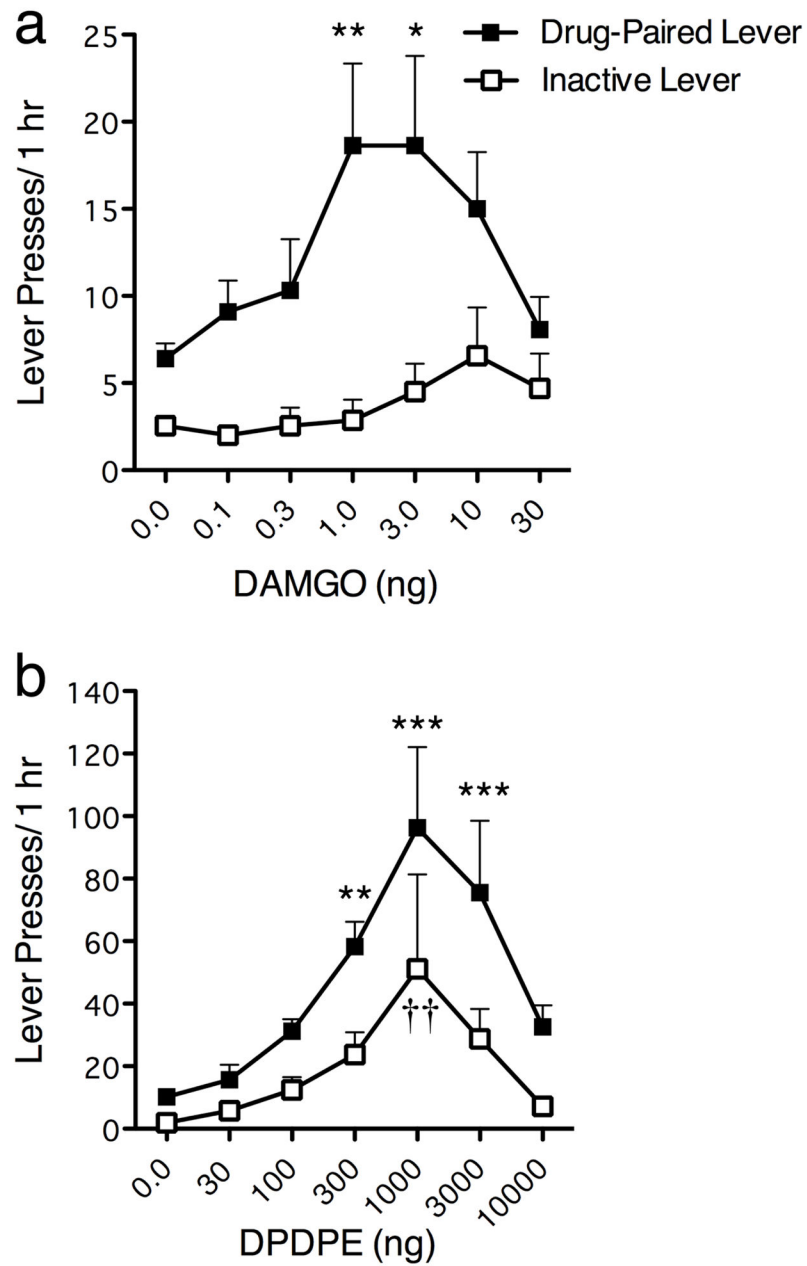 a
** *
Drug-Paired Lever
Inactive Lever
Lever Presses/ 1 hr
25
20
15
10
5
0
0.0 0.1 0.3 1.0 3.0 10 30
DAMGO (ng)
b
Lever Presses/ 1 hr
140
120
100
80
60
40
20
0
***
***
**
††
0.0 30 100 300 1000 3000 10000
DPDPE (ng)